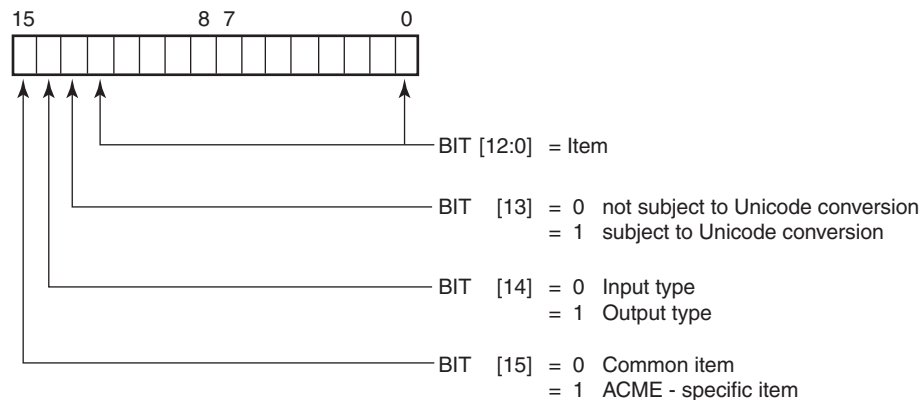 15 8 7 0
BIT [12:0] = Item
BIT [13] = 0 not subject to Unicode conversion
= 1 subject to Unicode conversion
BIT [14] = 0 Input type
= 1 Output type
BIT [15] = 0 Common item
= 1 ACME - specific item